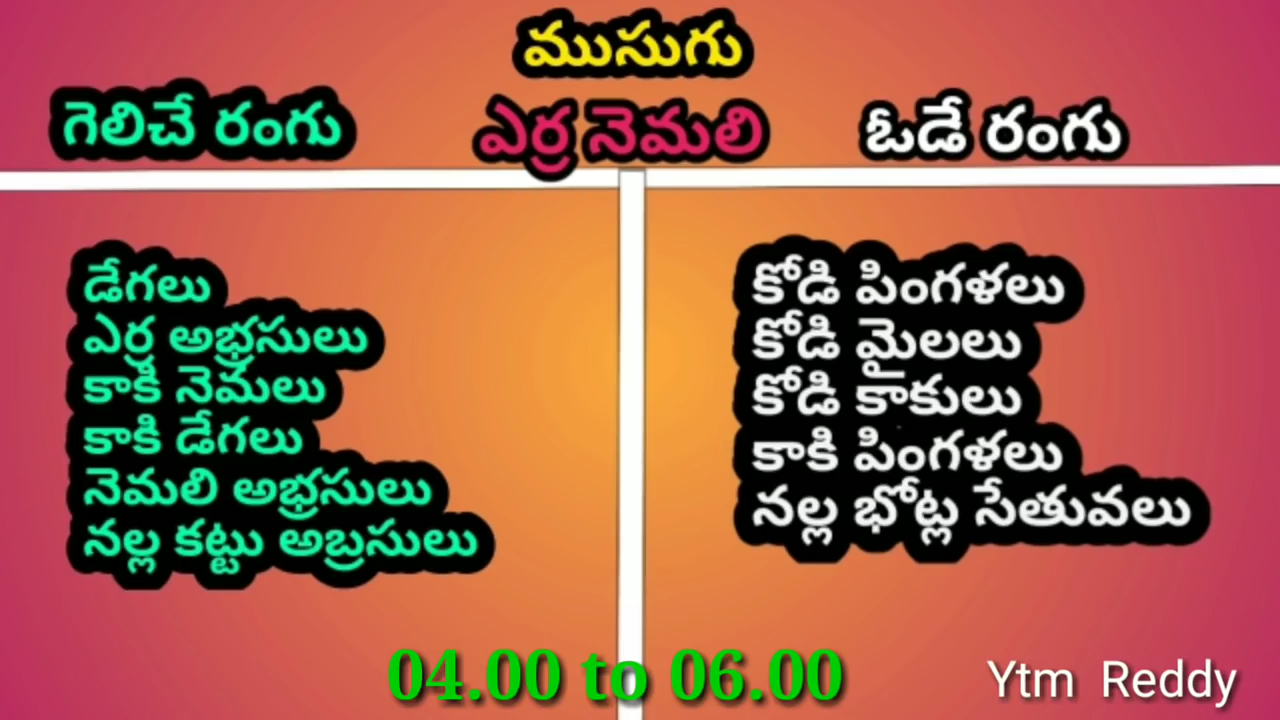 ముసుగు
గెలిచే రంగు
ఎర్ర నెమలి
ఓడే రంగు
డేగలు
ఎర్ర అభ్రసులు
కాకి నెమలు
కాకి డేగలు
నెమలి అభ్రసులు
నల్ల కట్టు అబ్రసులు
కోడి పింగళలు
కోడి మైలలు
కోడి కాకులు
కాకి పింగళలు
నల్ల భోట్ల సేతువలు
04.00 to 06.00
Ytm Reddy